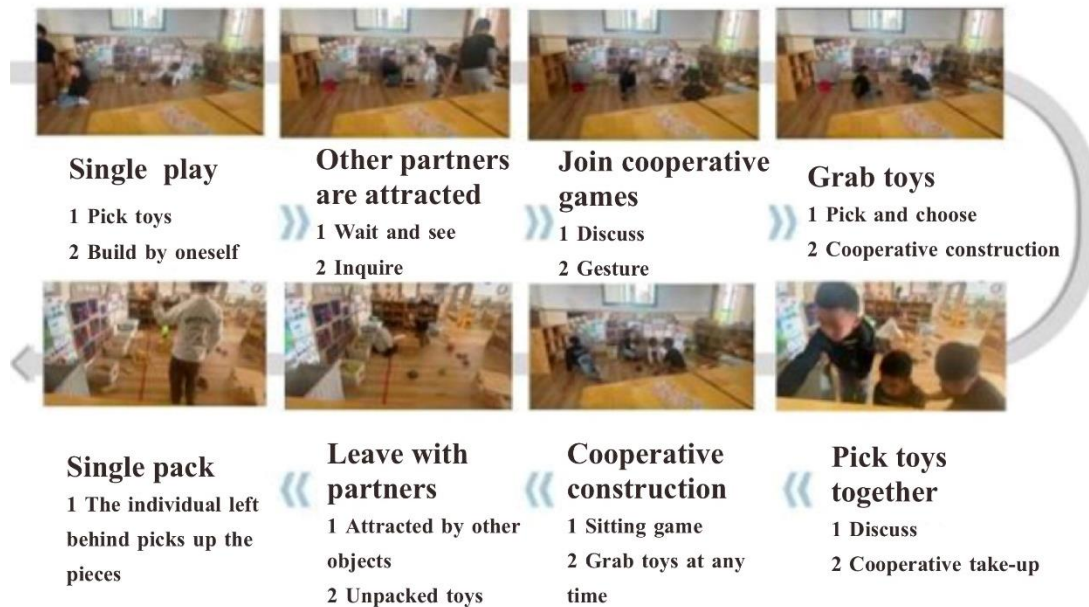 Single play
1 Pick toys
2 Build by oneself
Other partners
are attracted
1 Wait and see
2 Inquire
Join cooperative
games
1 Discuss
2 Gesture
Grab toys
1 Pick and choose
2 Cooperative construction
Pick toys
together
1 Discuss
2 Cooperative take-up
Cooperative
construction
1 Sitting game
2 Grab toys at any
time
Leave with
partners
1 Attracted by other
objects
2 Unpacked toys
Single pack
1 The individual left
behind picks up the
pieces